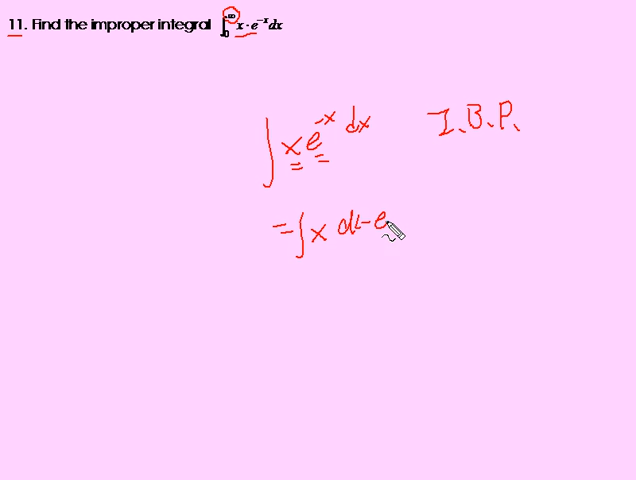 11. Find the improper integral ∫₀^∞ x · e⁻ˣ dx
∫ x e⁻ˣ dx I.B.P.
= ∫ x d(-e